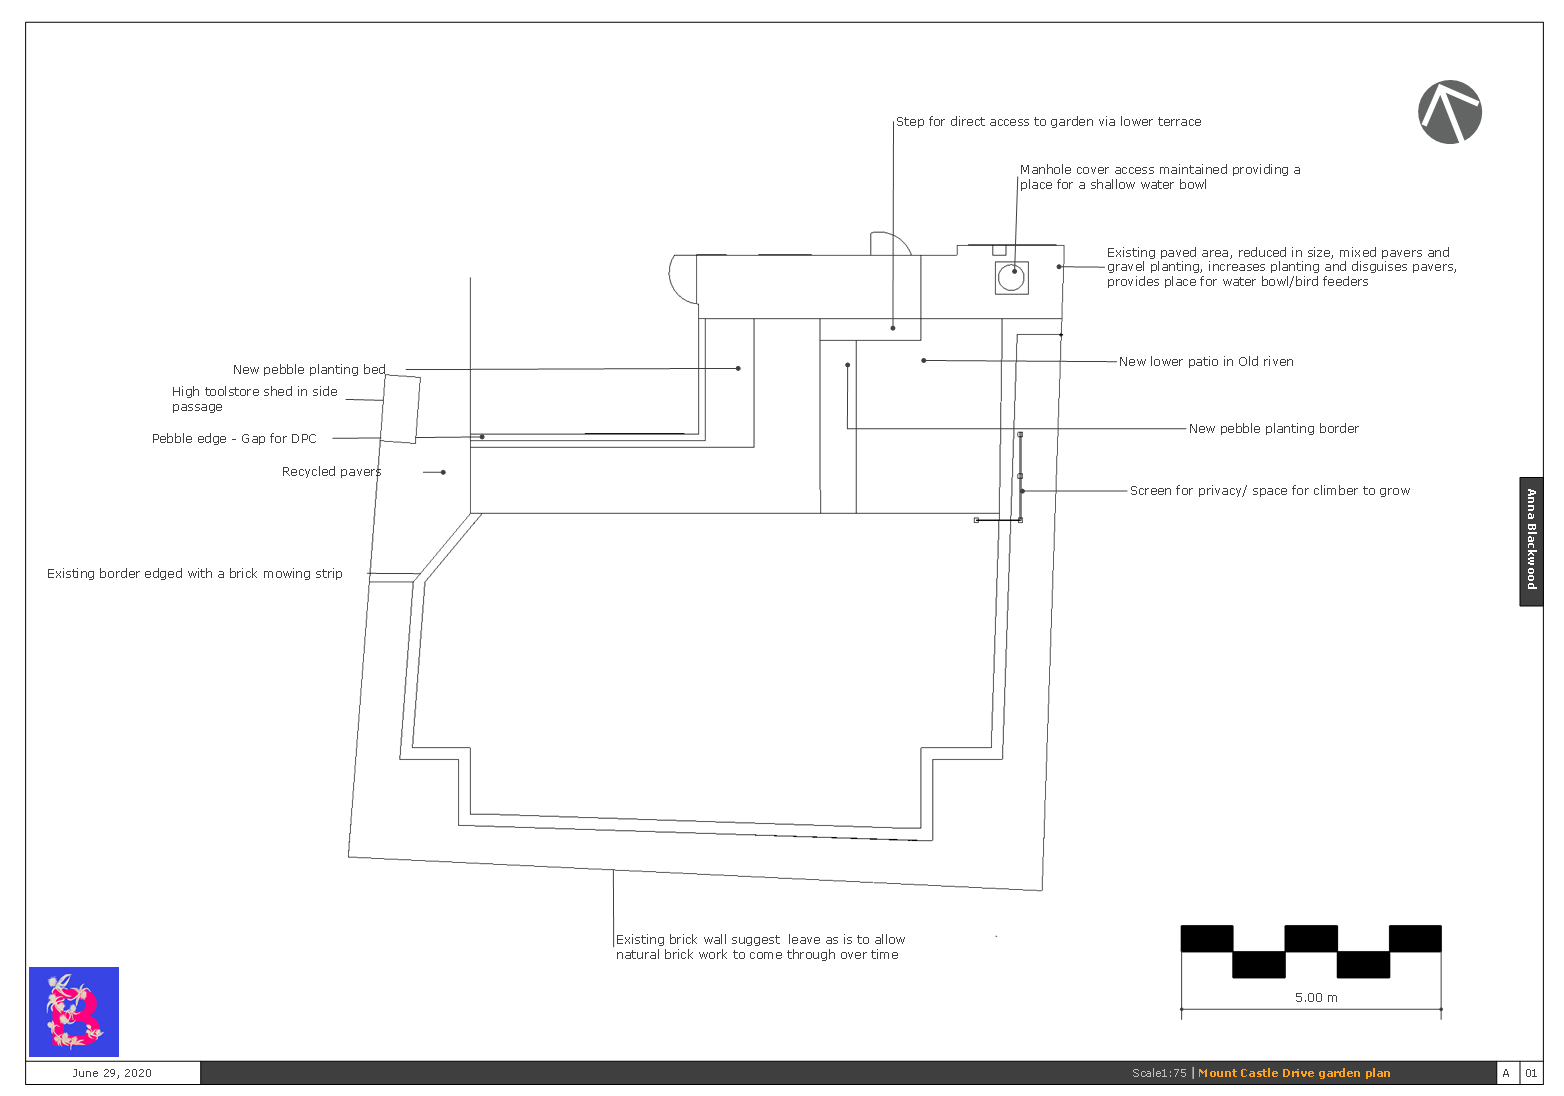 Step for direct access to garden via lower terrace
Manhole cover access maintained providing a
place for a shallow water bowl
Existing paved area, reduced in size, mixed pavers and
gravel planting, increases planting and disguises pavers,
provides place for water bowl/bird feeders
New pebble planting bed
New lower patio in Old riven
High toolstore shed in side
passage
Pebble edge - Gap for DPC
New pebble planting border
Recycled pavers
Screen for privacy/ space for climber to grow
Anna Blackwood
Existing border edged with a brick mowing strip
Existing brick wall suggest  leave as is to allow
natural brick work to come through over time
5.00 m
B
June 29, 2020
Scale1:75 | Mount Castle Drive garden plan
A
01